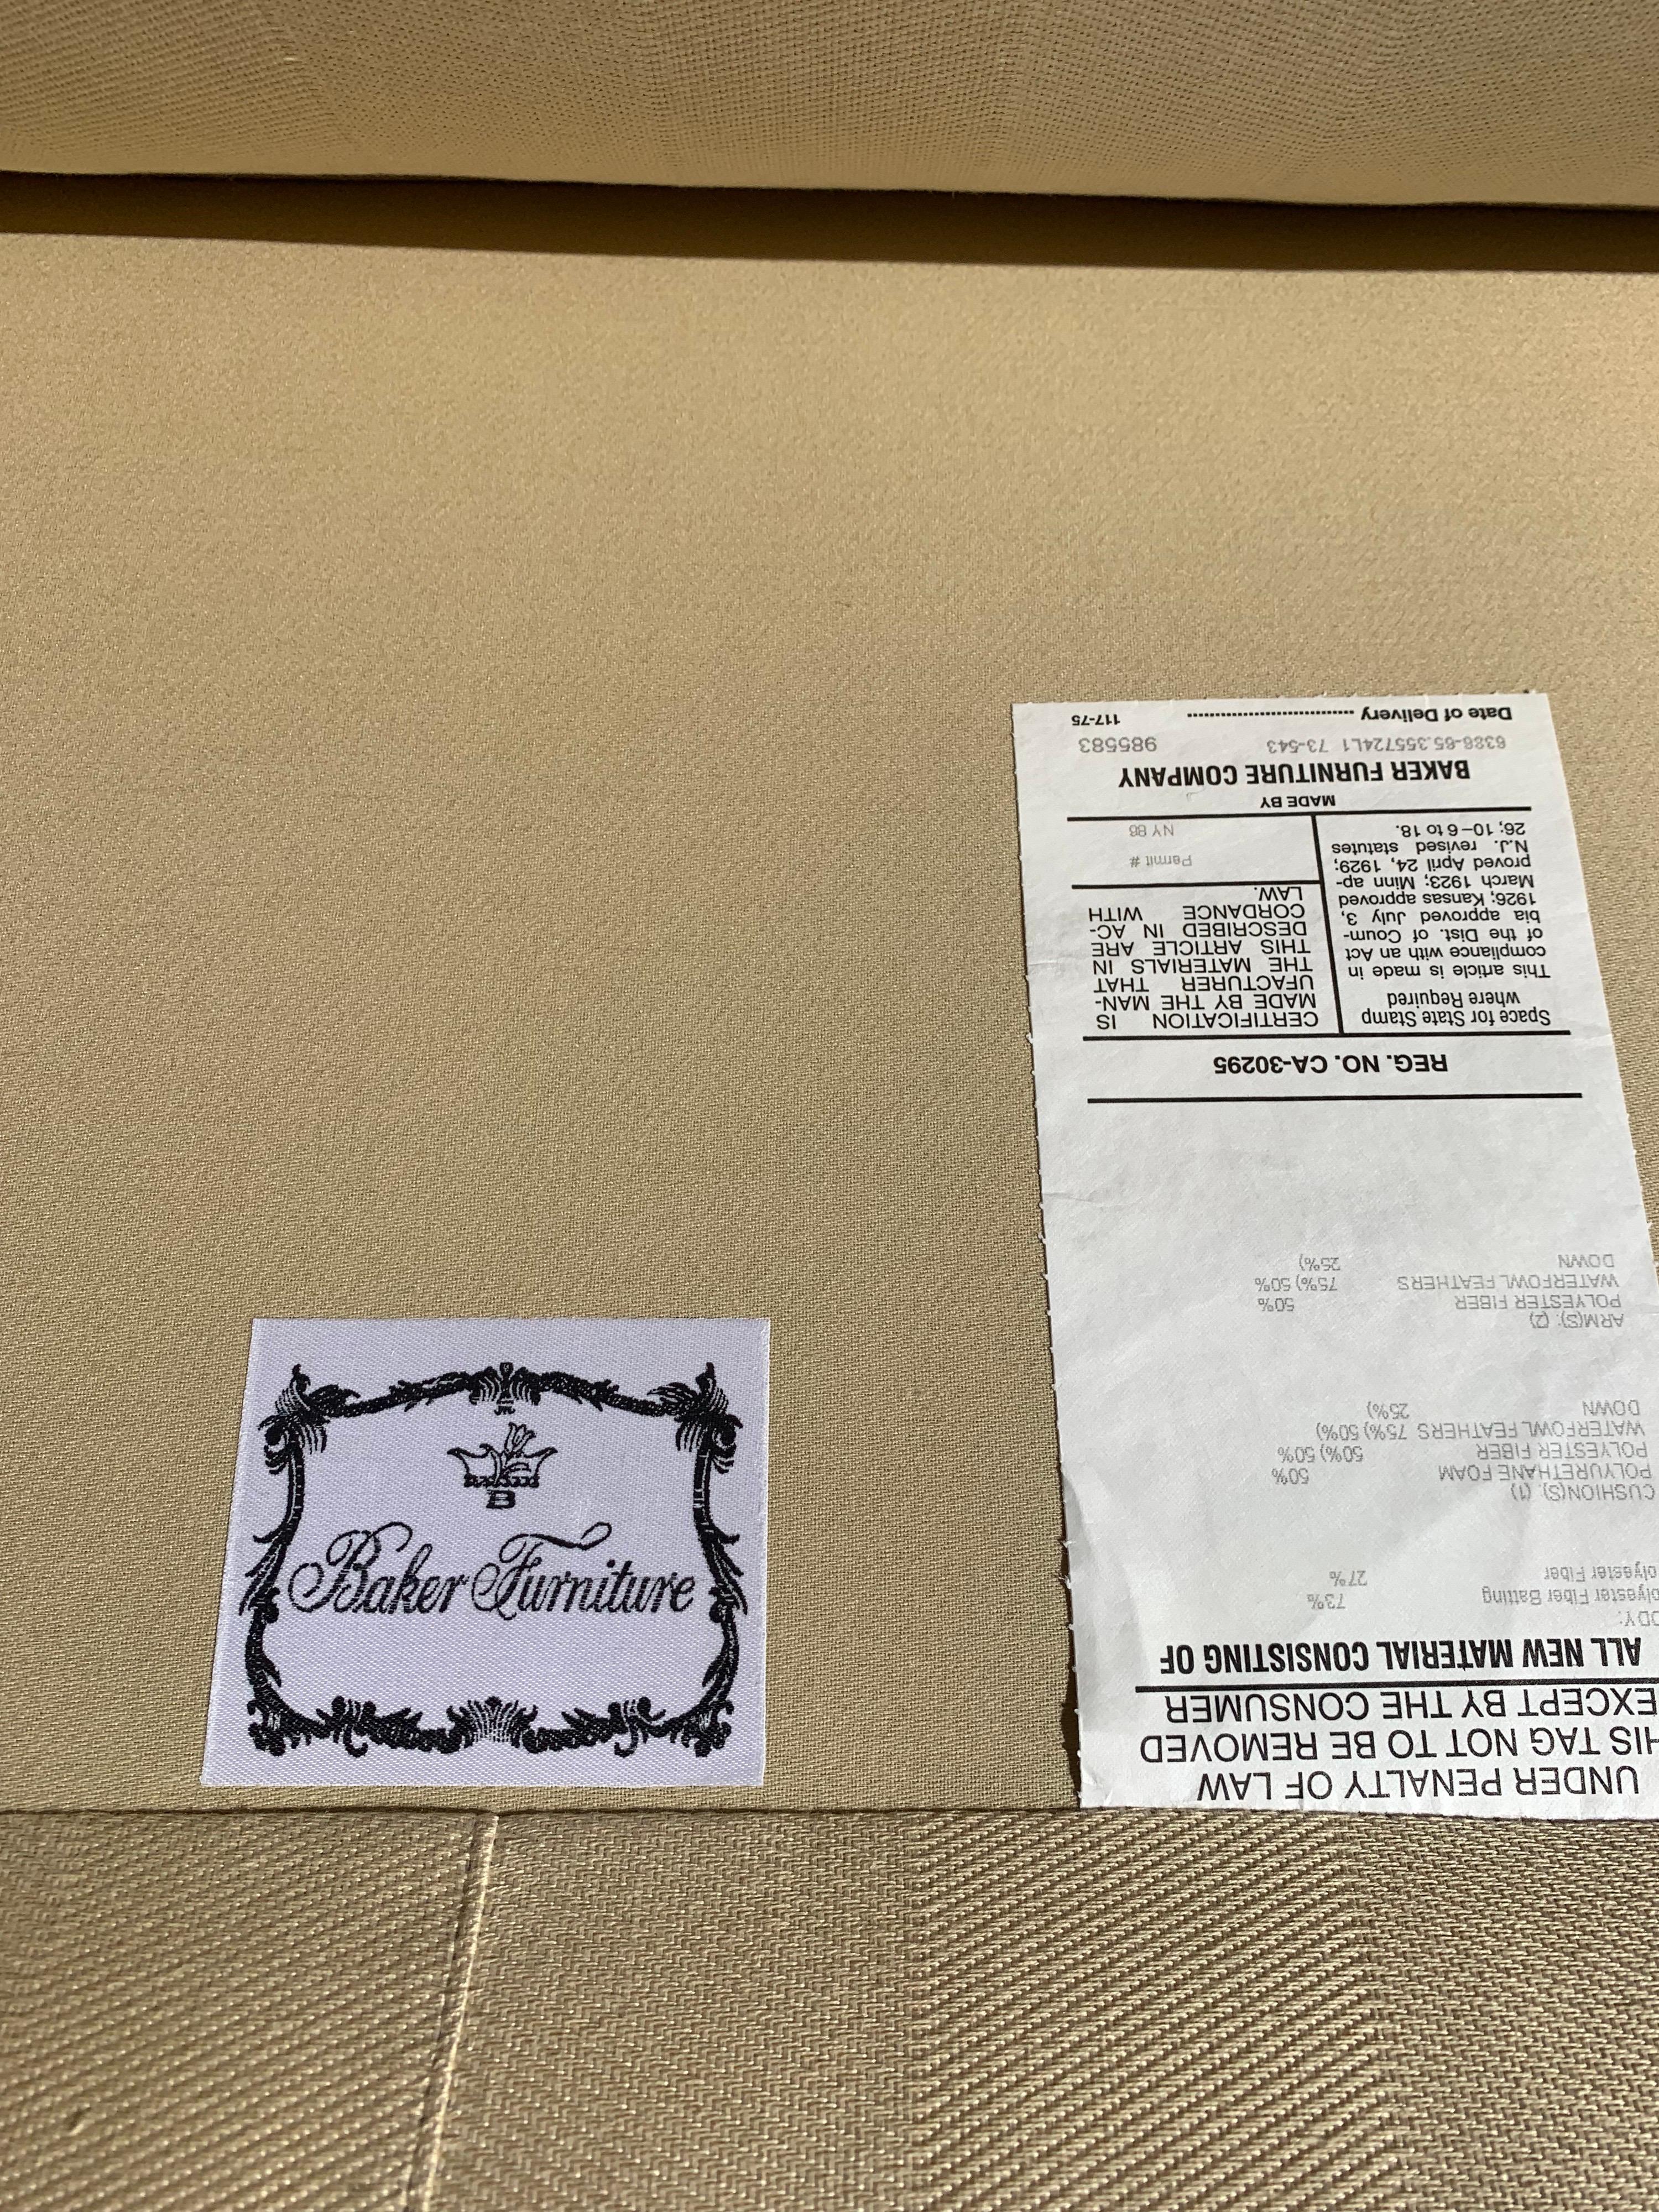 B
Baker Furniture
UNDER PENALTY OF LAW
HIS TAG NOT TO BE REMOVED
EXCEPT BY THE CONSUMER
ALL NEW MATERIAL CONSISTING OF
ODY:
olyester Fiber Batting 73%
olyester Fiber 27%
CUSHION(S): (1)
POLYURETHANE FOAM 50%
POLYESTER FIBER 50%) 50%
WATERFOWL FEATHERS 75%) 50%)
DOWN 25%)
ARM(S): (2)
POLYESTER FIBER 50%
WATERFOWL FEATHERS 75%) 50%
DOWN 25%)
REG. NO. CA-30295
Space for State Stamp
where Required
This article is made in
compliance with an Act
of the Dist. of Coum-
bia approved July 3,
1926; Kansas approved
March 1923; Minn ap-
proved April 24, 1929;
N.J. revised statutes
26; 10-6 to 18.
CERTIFICATION IS
MADE BY THE MAN-
UFACTURER THAT
THE MATERIALS IN
THIS ARTICLE ARE
DESCRIBED IN AC-
CORDANCE WITH
LAW.
Permit #
NY 86
MADE BY
BAKER FURNITURE COMPANY
6386-65.355724L1 73-543 985583
Date of Delivery 117-75